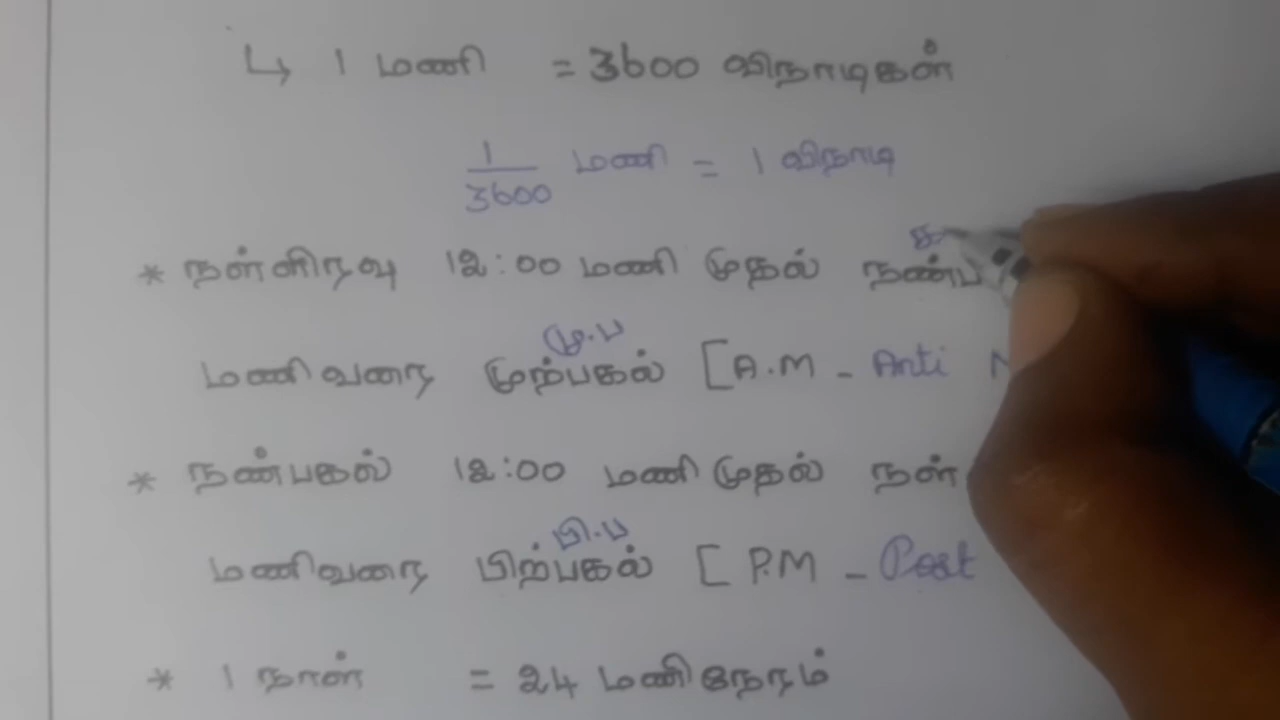 ↳ 1 மணி = 3600 விநாடிகள்
1/3600 மணி = 1 விநாடி
* நள்ளிரவு 12:00 மணி முதல்
மு.ப
மணிவரை முற்பகல் [A.M - Anti
* நண்பகல் 12:00 மணி முதல் நள்
பி.ப
மணிவரை பிற்பகல் [ P.M - Post
* 1 நாள் = 24 மணிநேரம்